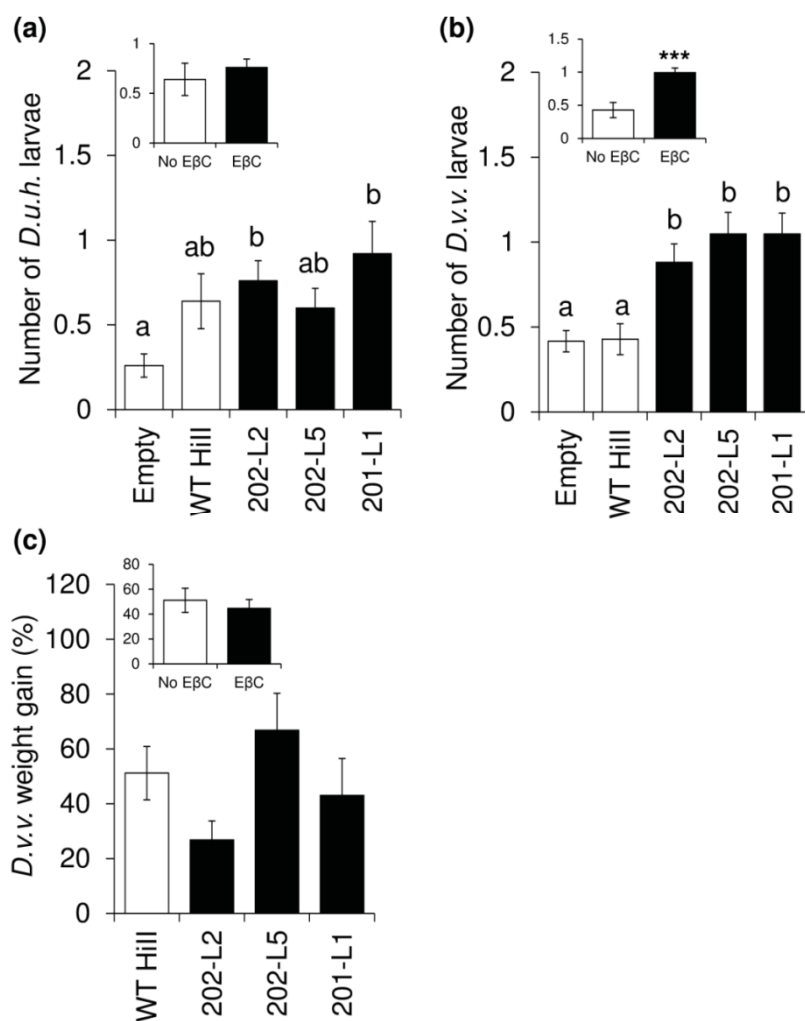 (a)
Number of D.u.h. larvae
2
1.5
1
0.5
0
1
0.5
0
No EβC
EβC
a
ab
b
ab
b
Empty
WT Hill
202-L2
202-L5
201-L1
(b)
Number of D.v.v. larvae
2
1.5
1
0.5
0
1.5
1
0.5
0
***
No EβC
EβC
a
a
b
b
b
Empty
WT Hill
202-L2
202-L5
201-L1
(c)
D.v.v. weight gain (%)
120
100
80
60
40
20
0
80
60
40
20
0
No EβC
EβC
WT Hill
202-L2
202-L5
201-L1